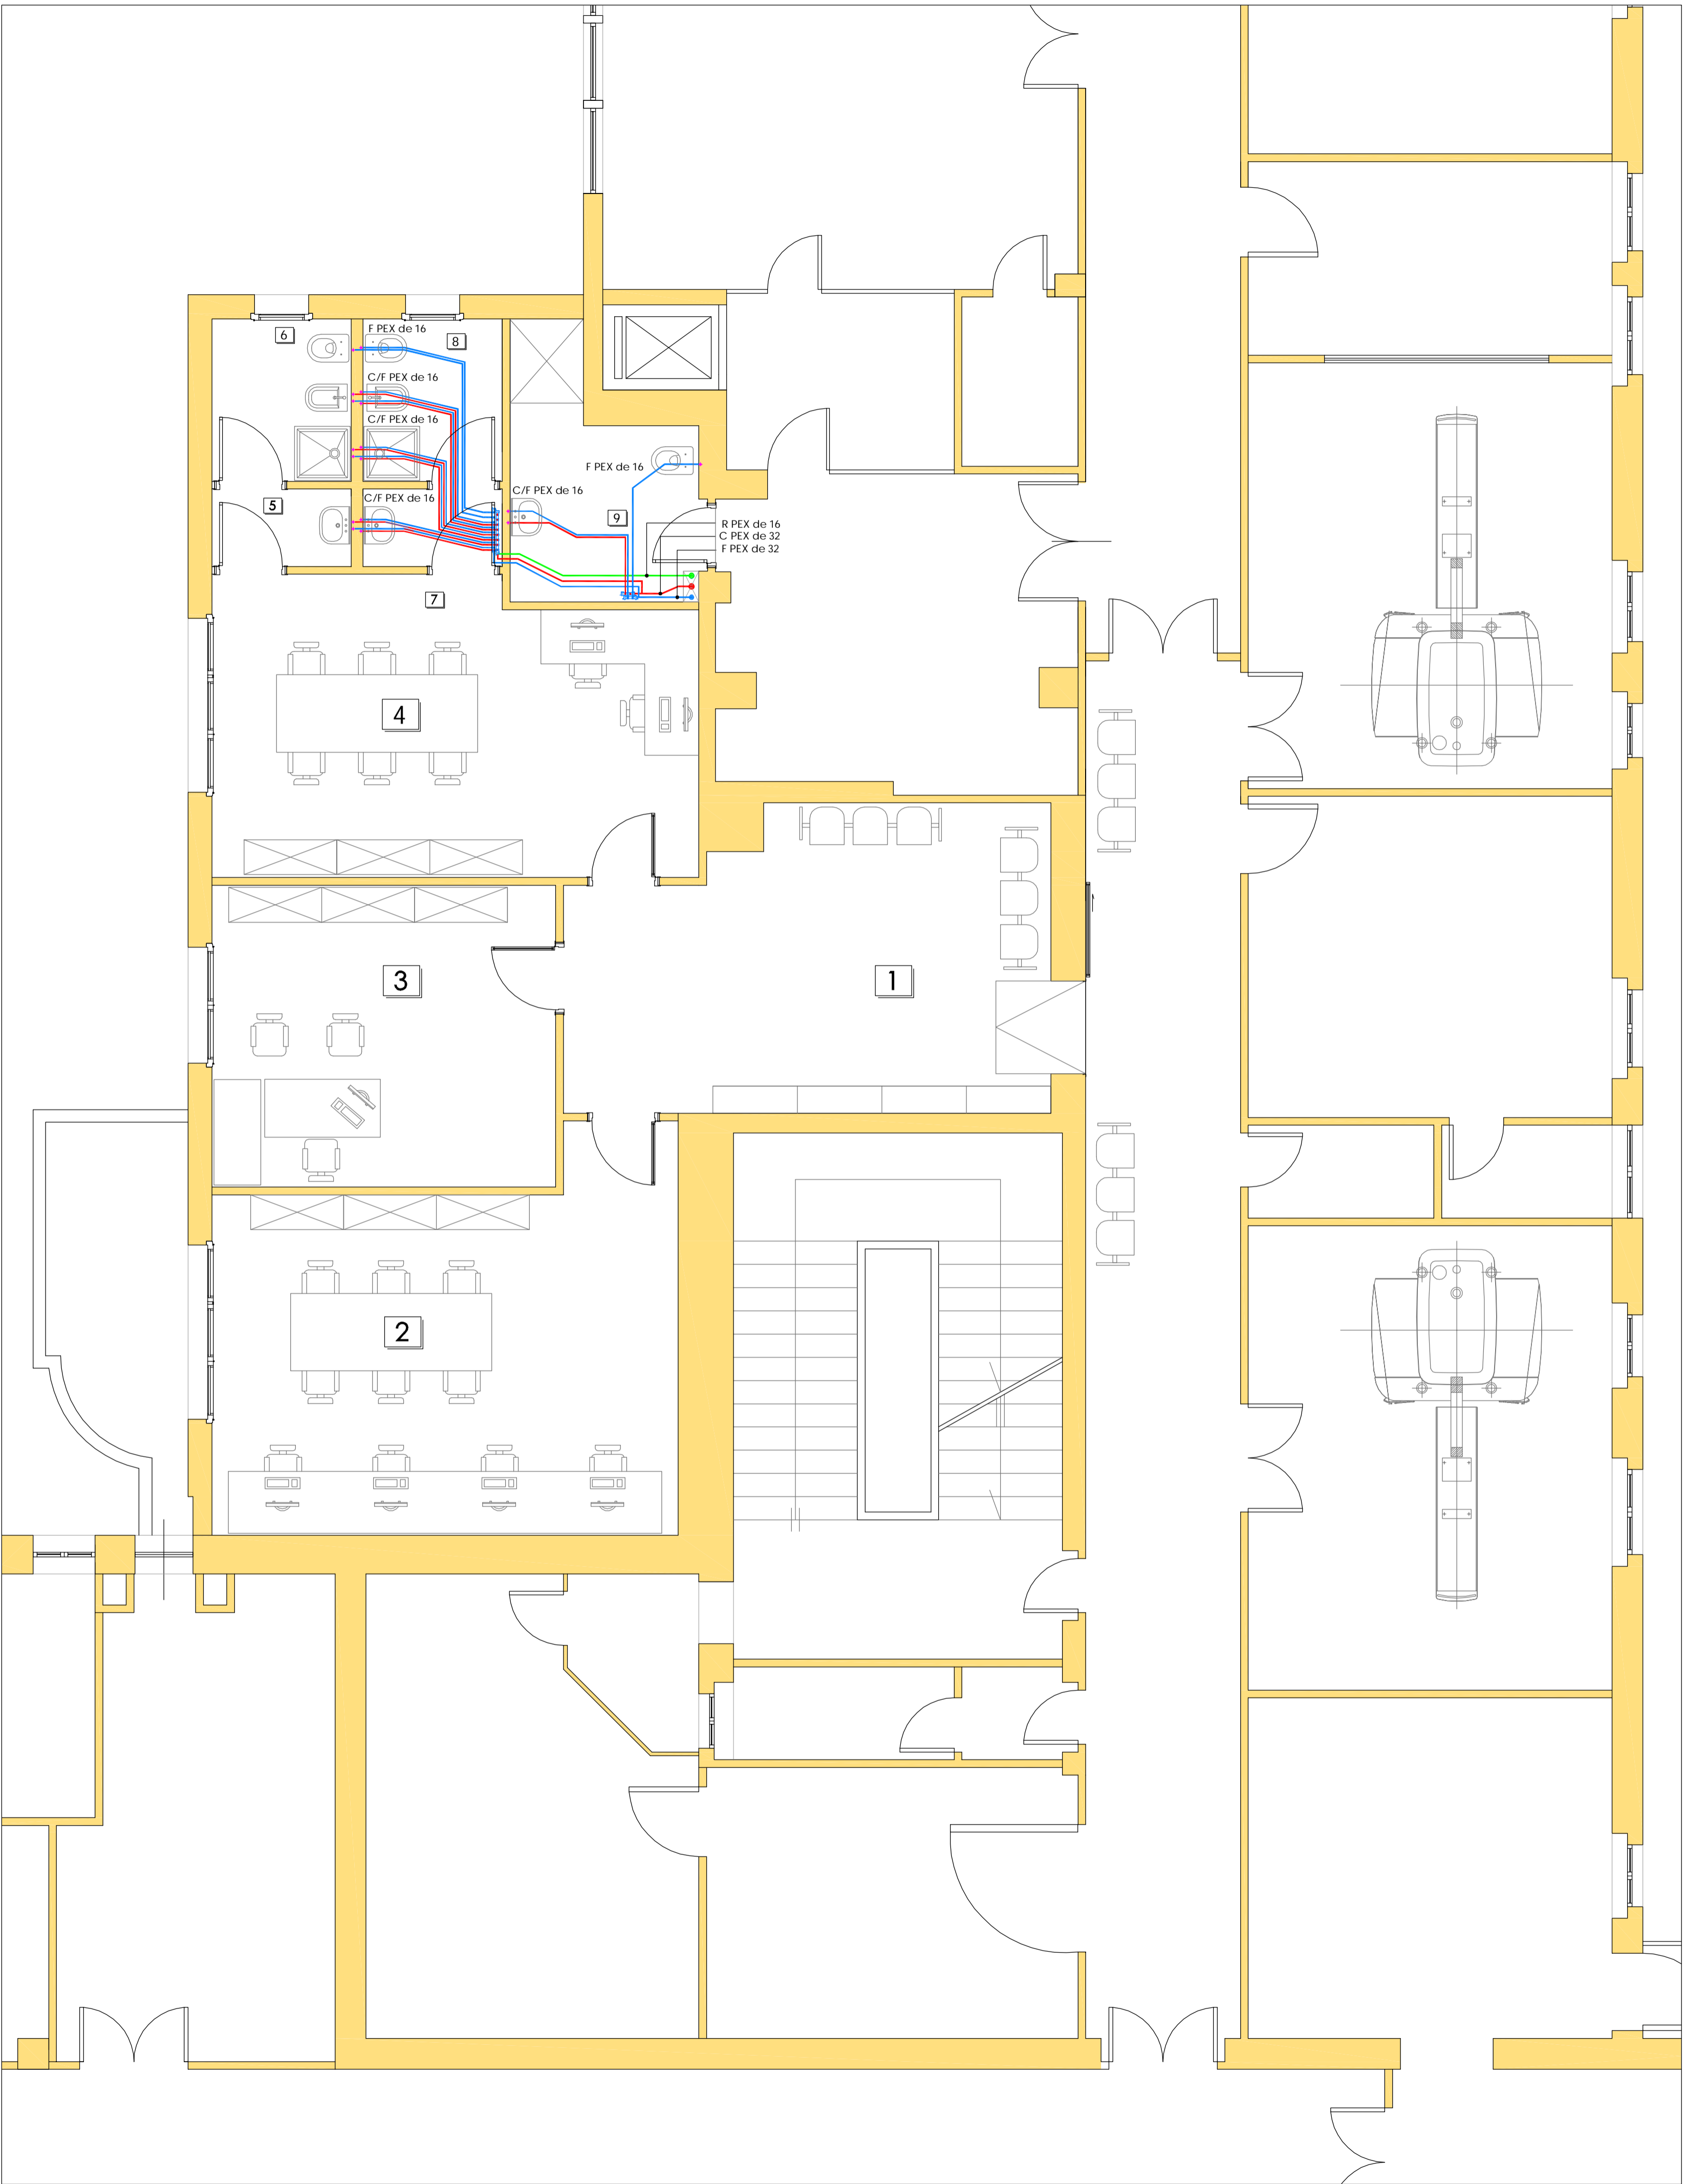 F PEX de 16
6
8
C/F PEX de 16
C/F PEX de 16
F PEX de 16
C/F PEX de 16
C/F PEX de 16
5
9
R PEX de 16
C PEX de 32
F PEX de 32
7
4
3
1
2